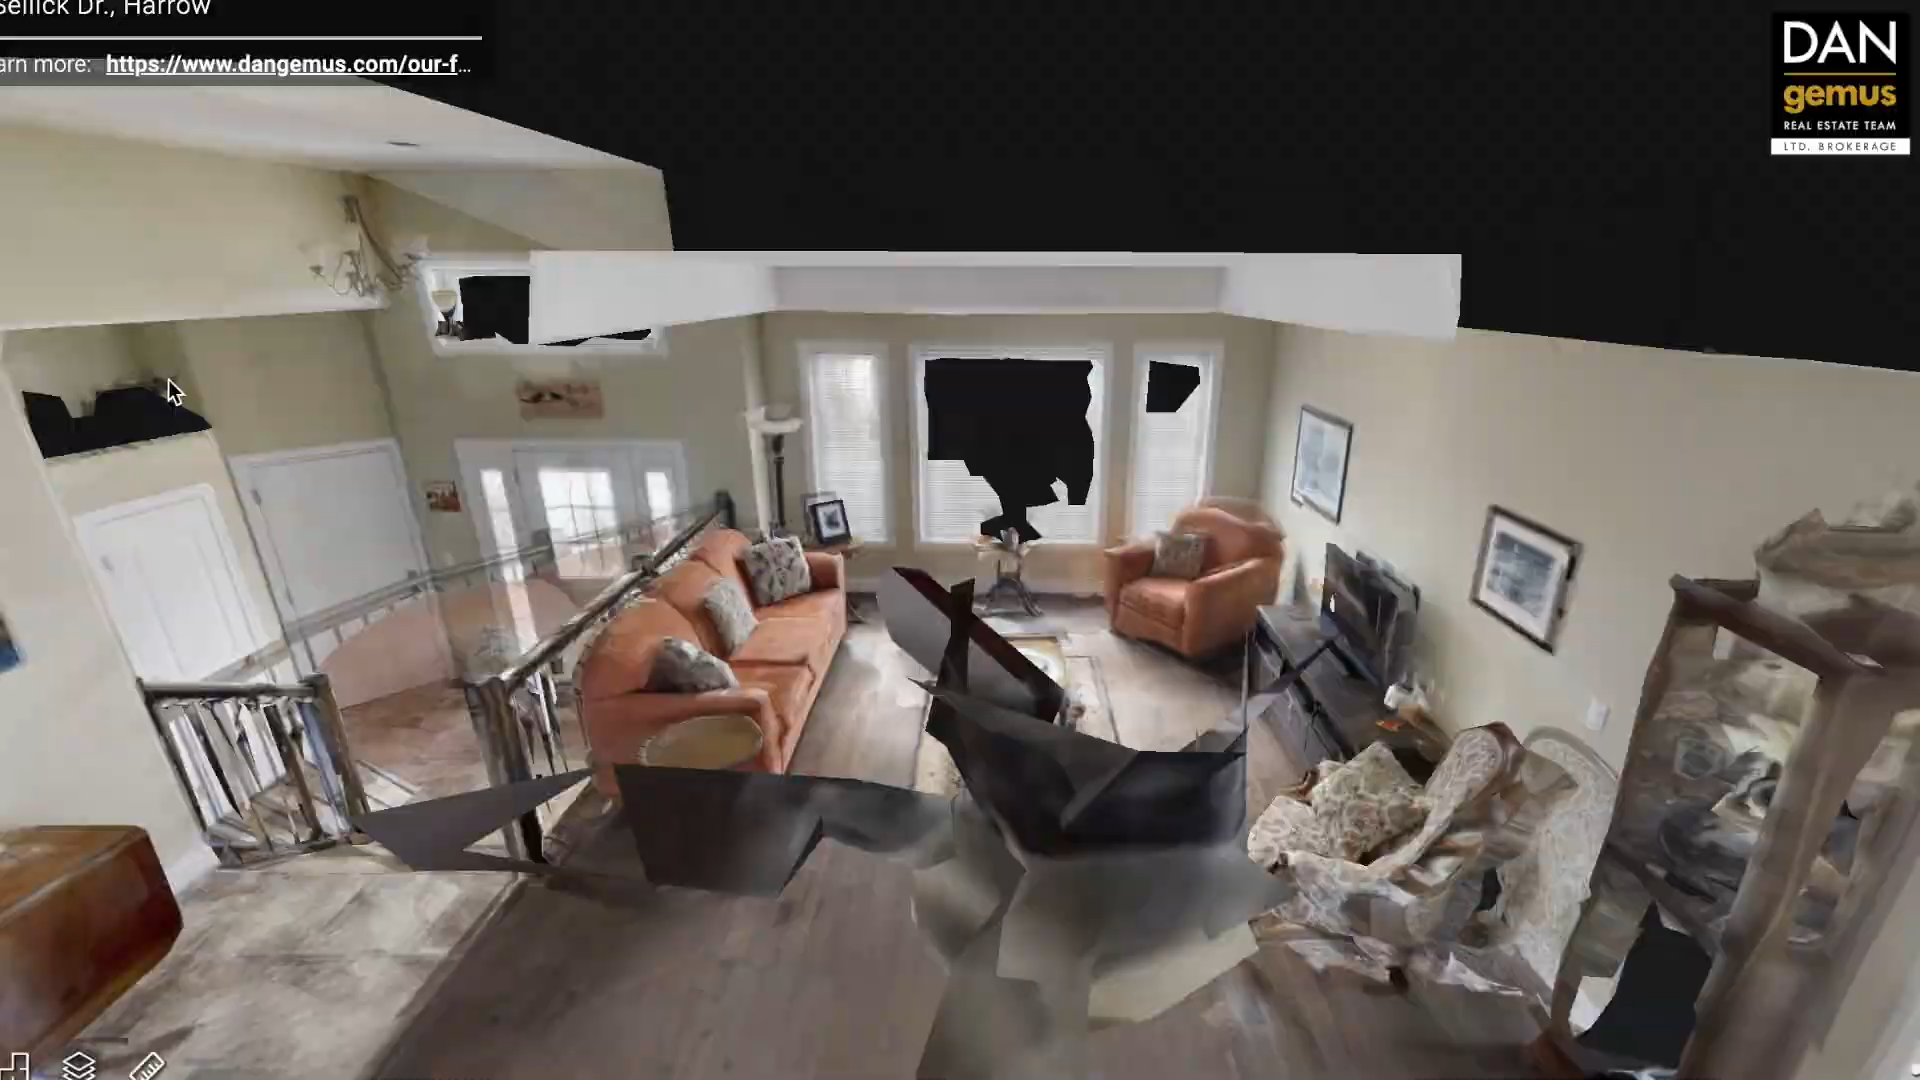 Sellick Dr., Harrow
arn more: https://www.dangemus.com/our-f...
DAN
gemus
REAL ESTATE TEAM
LTD. BROKERAGE